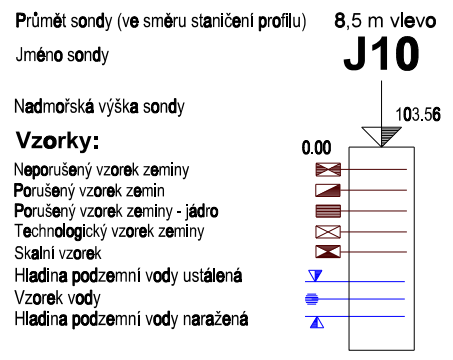 Průmět sondy (ve směru staničení profilu) 8,5 m vlevo
Jméno sondy J10
Nadmořská výška sondy 103.56
Vzorky: 0.00
Neporušený vzorek zeminy
Porušený vzorek zemin
Porušený vzorek zeminy - jádro
Technologický vzorek zeminy
Skalní vzorek
Hladina podzemní vody ustálená
Vzorek vody
Hladina podzemní vody naražená